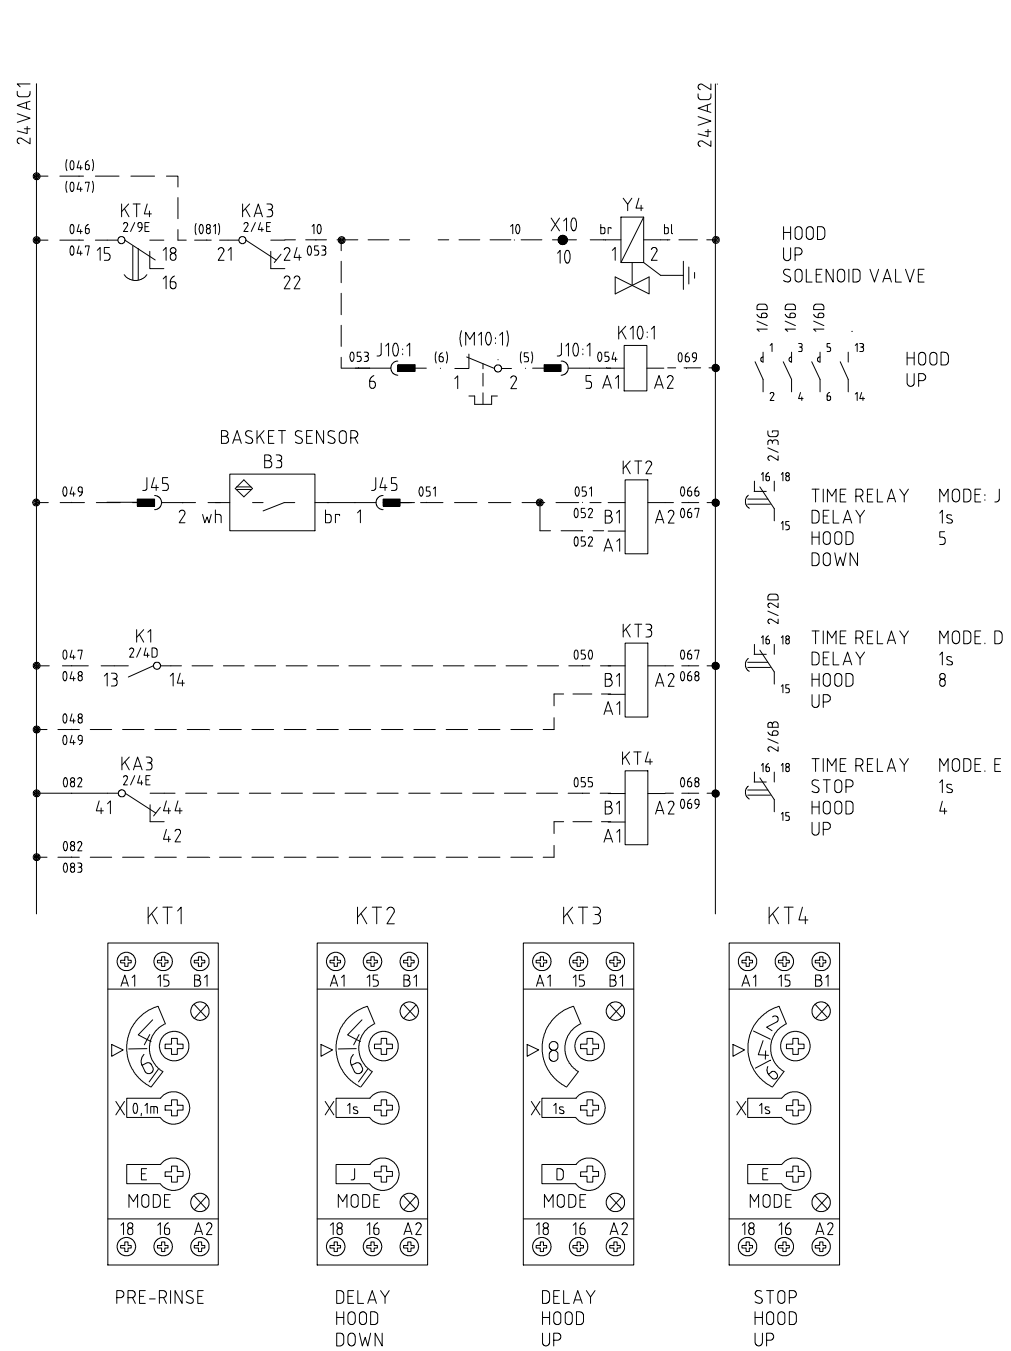 24VAC1
24VAC2
(046)
(047)
KT4
2/9E
046
047
15
18
16
KA3
2/4E
(081)
21
24
22
10
053
10
X10
10
br
Y4
bl
1
2
HOOD
UP
SOLENOID VALVE
1/6D
1/6D
1/6D
053
J10:1
6
(6)
(M10:1)
1
2
(5)
J10:1
5
054
K10:1
A1
A2
069
1
3
5
13
2
4
6
14
HOOD
UP
BASKET SENSOR
B3
049
J45
2
wh
br
J45
1
051
051
052
052
KT2
B1
A1
A2
066
067
2/3G
16
18
15
TIME RELAY MODE: J
DELAY 1s
HOOD 5
DOWN
K1
2/4D
047
048
13
14
050
KT3
B1
A1
A2
067
068
2/2D
16
18
15
TIME RELAY MODE. D
DELAY 1s
HOOD 8
UP
048
049
KA3
2/4E
082
41
44
42
055
KT4
B1
A1
A2
068
069
2/6B
16
18
15
TIME RELAY MODE. E
STOP 1s
HOOD 4
UP
082
083
KT1 KT2 KT3 KT4
A1 15 B1
4
6
X 0,1m
E
MODE
18 16 A2
PRE-RINSE
A1 15 B1
4
6
X 1s
J
MODE
18 16 A2
DELAY
HOOD
DOWN
A1 15 B1
8
X 1s
D
MODE
18 16 A2
DELAY
HOOD
UP
A1 15 B1
2
4
6
X 1s
E
MODE
18 16 A2
STOP
HOOD
UP